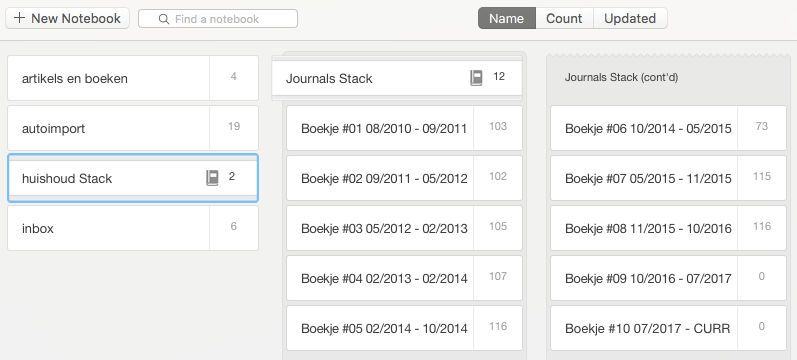 + New Notebook
Find a notebook
Name Count Updated
artikels en boeken 4
autoimport 19
huishoud Stack 2
inbox 6
Journals Stack 12
Boekje #01 08/2010 - 09/2011 103
Boekje #02 09/2011 - 05/2012 102
Boekje #03 05/2012 - 02/2013 105
Boekje #04 02/2013 - 02/2014 107
Boekje #05 02/2014 - 10/2014 116
Journals Stack (cont'd)
Boekje #06 10/2014 - 05/2015 73
Boekje #07 05/2015 - 11/2015 115
Boekje #08 11/2015 - 10/2016 116
Boekje #09 10/2016 - 07/2017 0
Boekje #10 07/2017 - CURR 0